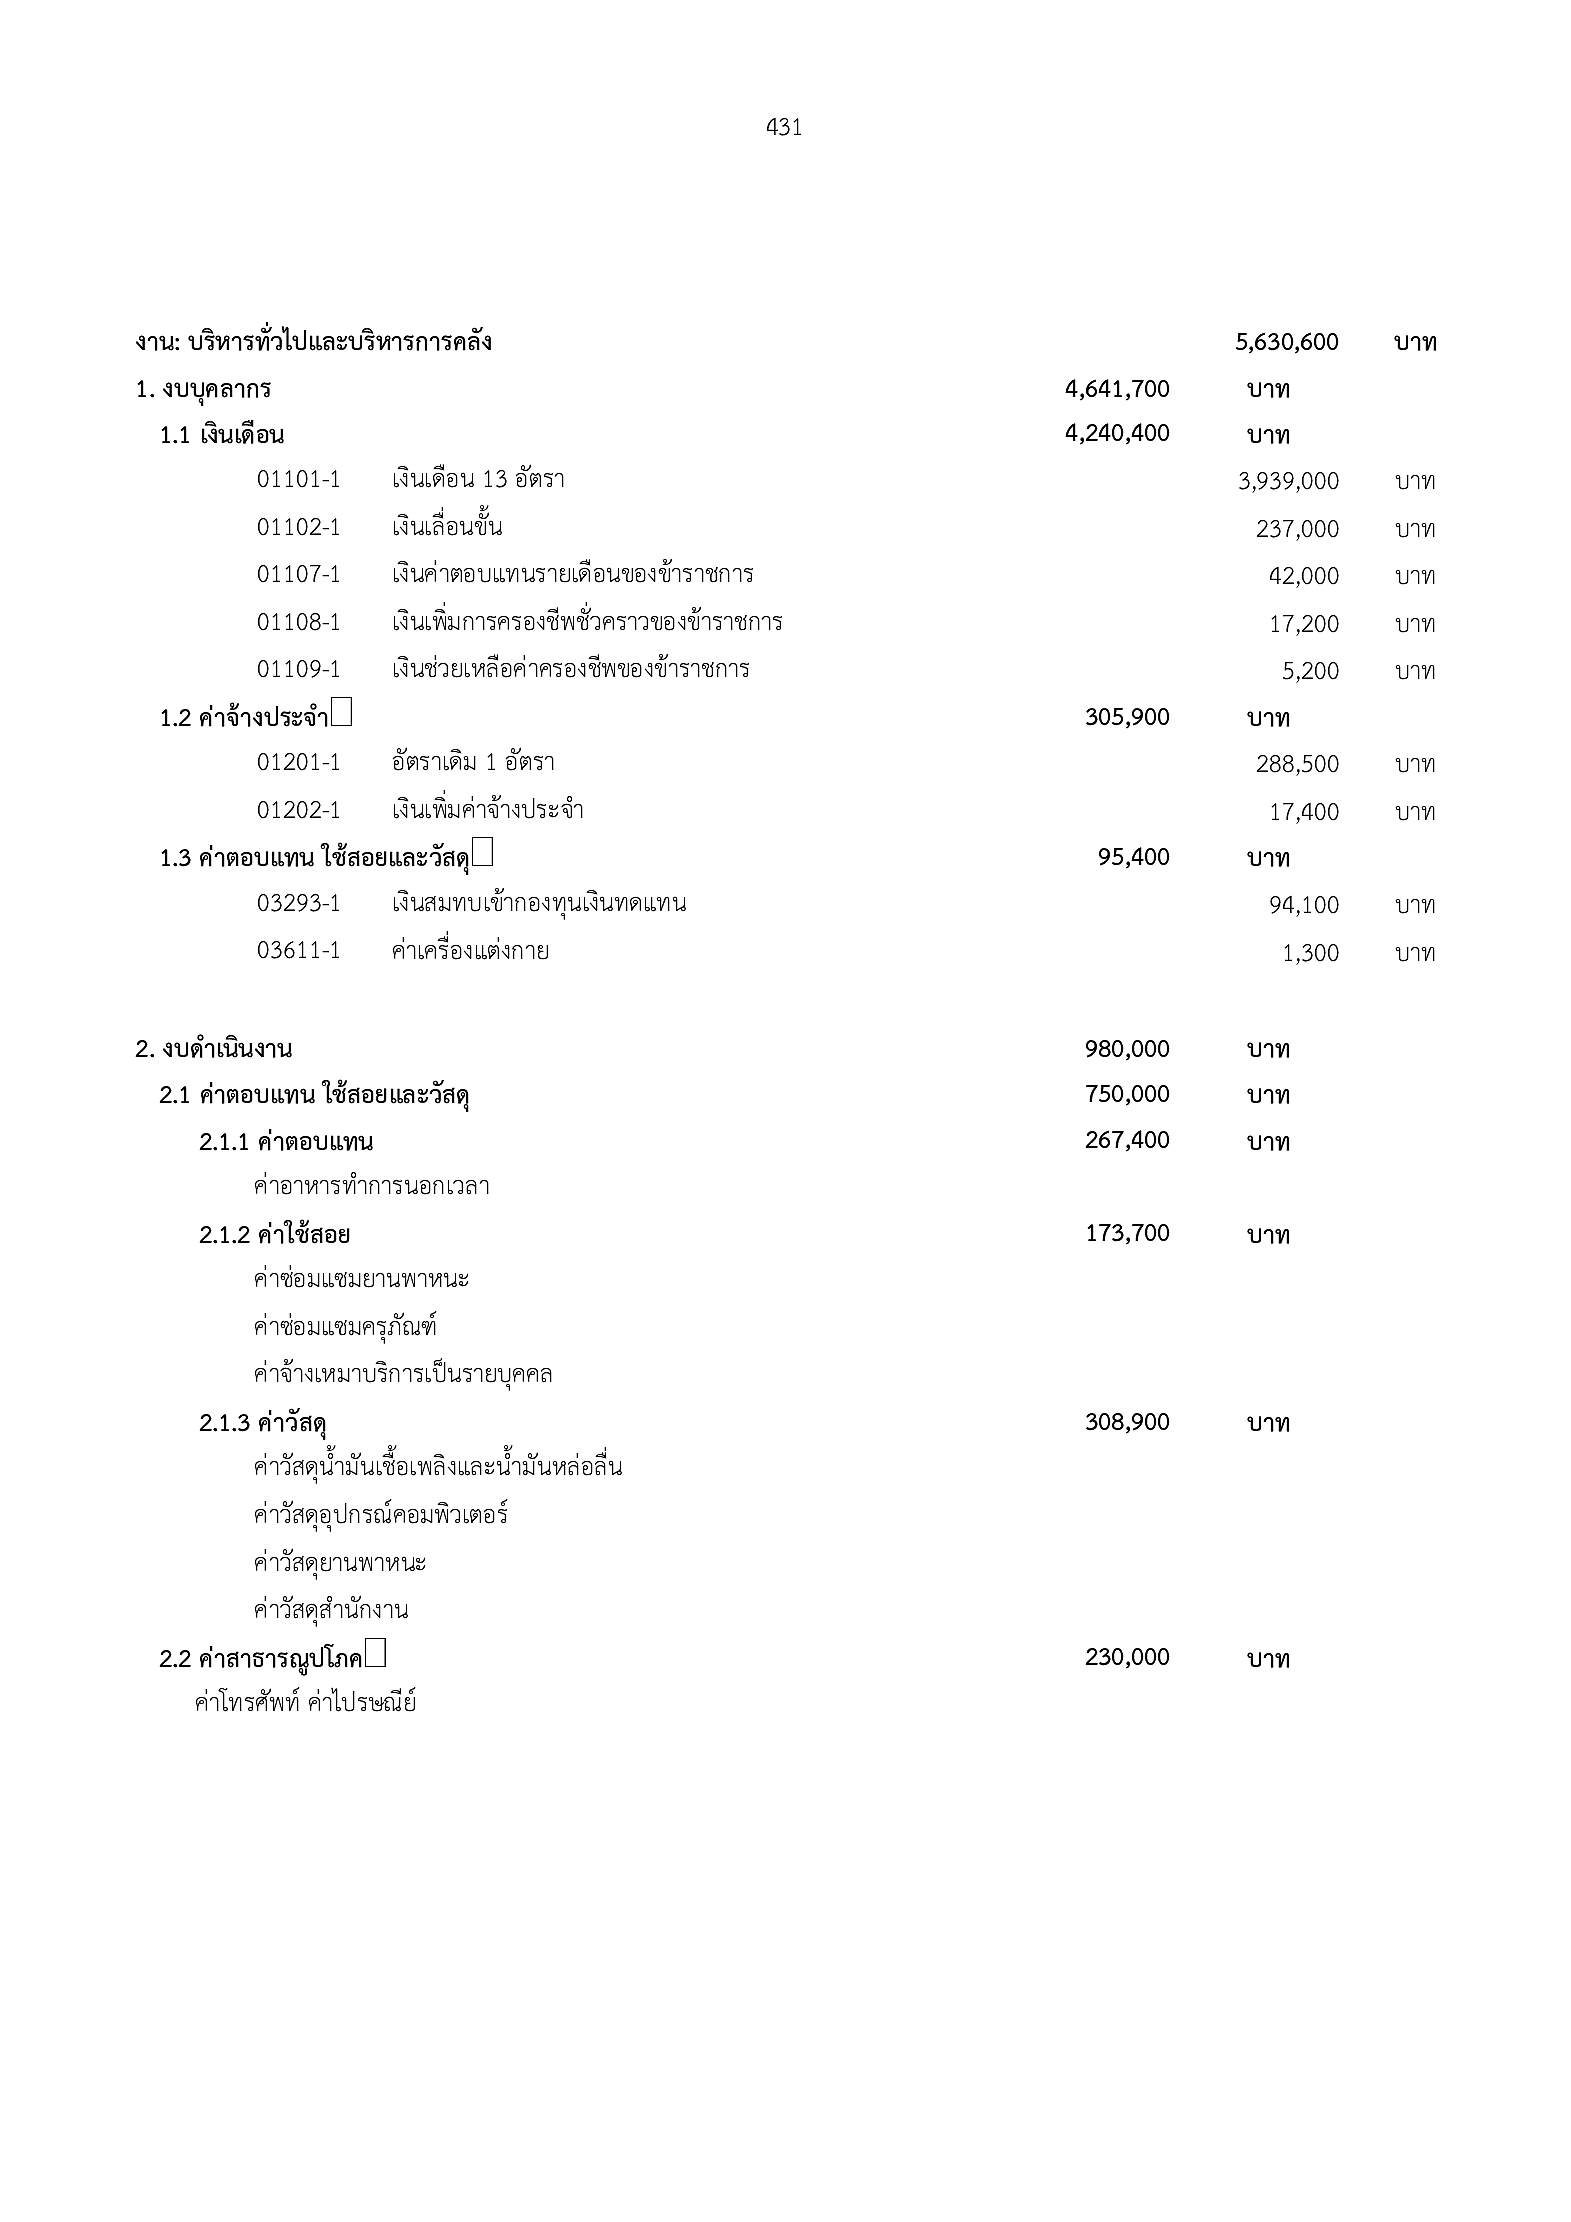 431
งาน: บริหารทั่วไปและบริหารการคลัง 5,630,600 บาท
1. งบบุคลากร 4,641,700 บาท
1.1 เงินเดือน 4,240,400 บาท
01101-1 เงินเดือน 13 อัตรา 3,939,000 บาท
01102-1 เงินเลื่อนขั้น 237,000 บาท
01107-1 เงินค่าตอบแทนรายเดือนของข้าราชการ 42,000 บาท
01108-1 เงินเพิ่มการครองชีพชั่วคราวของข้าราชการ 17,200 บาท
01109-1 เงินช่วยเหลือค่าครองชีพของข้าราชการ 5,200 บาท
1.2 ค่าจ้างประจำ 305,900 บาท
01201-1 อัตราเดิม 1 อัตรา 288,500 บาท
01202-1 เงินเพิ่มค่าจ้างประจำ 17,400 บาท
1.3 ค่าตอบแทน ใช้สอยและวัสดุ 95,400 บาท
03293-1 เงินสมทบเข้ากองทุนเงินทดแทน 94,100 บาท
03611-1 ค่าเครื่องแต่งกาย 1,300 บาท
2. งบดำเนินงาน 980,000 บาท
2.1 ค่าตอบแทน ใช้สอยและวัสดุ 750,000 บาท
2.1.1 ค่าตอบแทน 267,400 บาท
ค่าอาหารทำการนอกเวลา
2.1.2 ค่าใช้สอย 173,700 บาท
ค่าซ่อมแซมยานพาหนะ
ค่าซ่อมแซมครุภัณฑ์
ค่าจ้างเหมาบริการเป็นรายบุคคล
2.1.3 ค่าวัสดุ 308,900 บาท
ค่าวัสดุน้ำมันเชื้อเพลิงและน้ำมันหล่อลื่น
ค่าวัสดุอุปกรณ์คอมพิวเตอร์
ค่าวัสดุยานพาหนะ
ค่าวัสดุสำนักงาน
2.2 ค่าสาธารณูปโภค 230,000 บาท
ค่าโทรศัพท์ ค่าไปรษณีย์